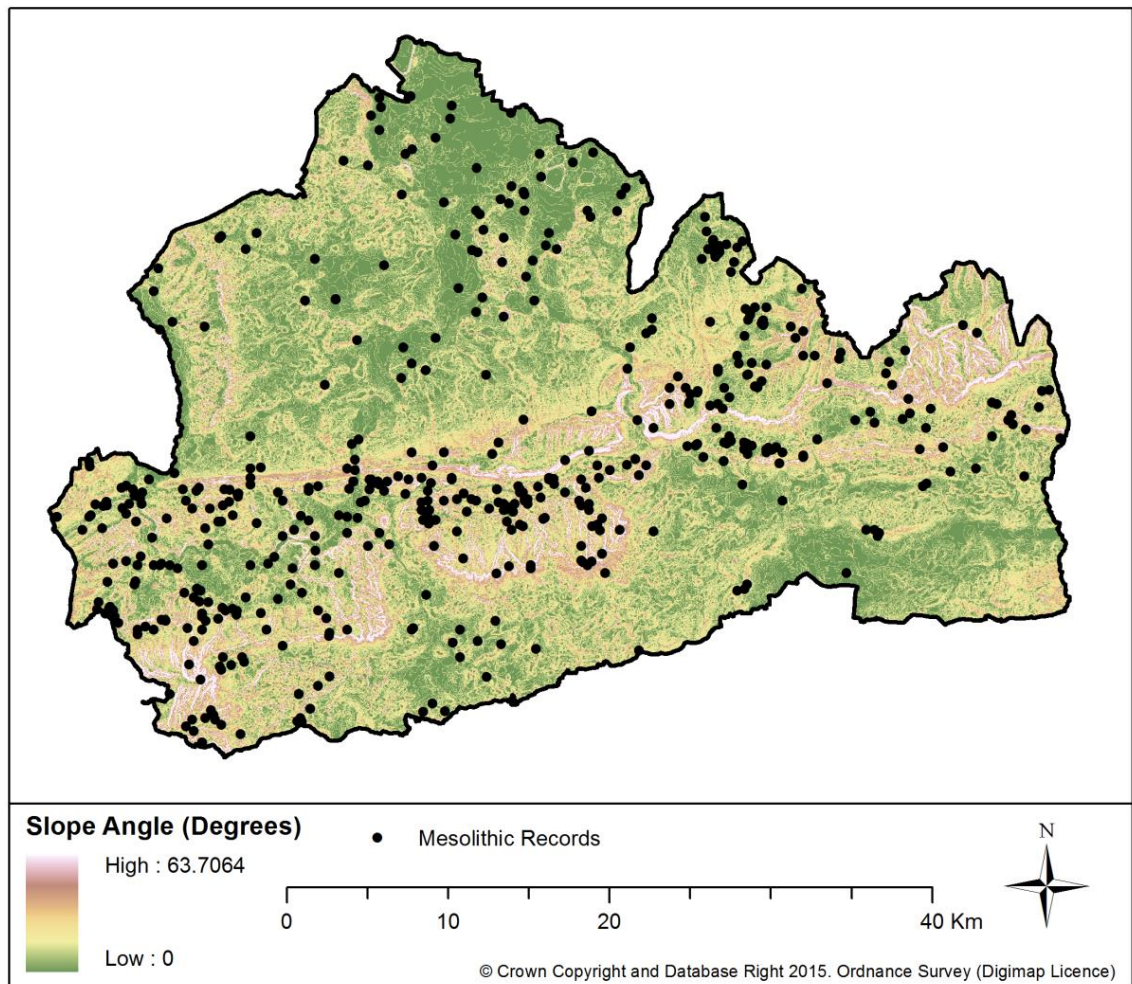 Slope Angle (Degrees)
High : 63.7064
Low : 0
Mesolithic Records
0 10 20 40 Km
N
© Crown Copyright and Database Right 2015. Ordnance Survey (Digimap Licence)